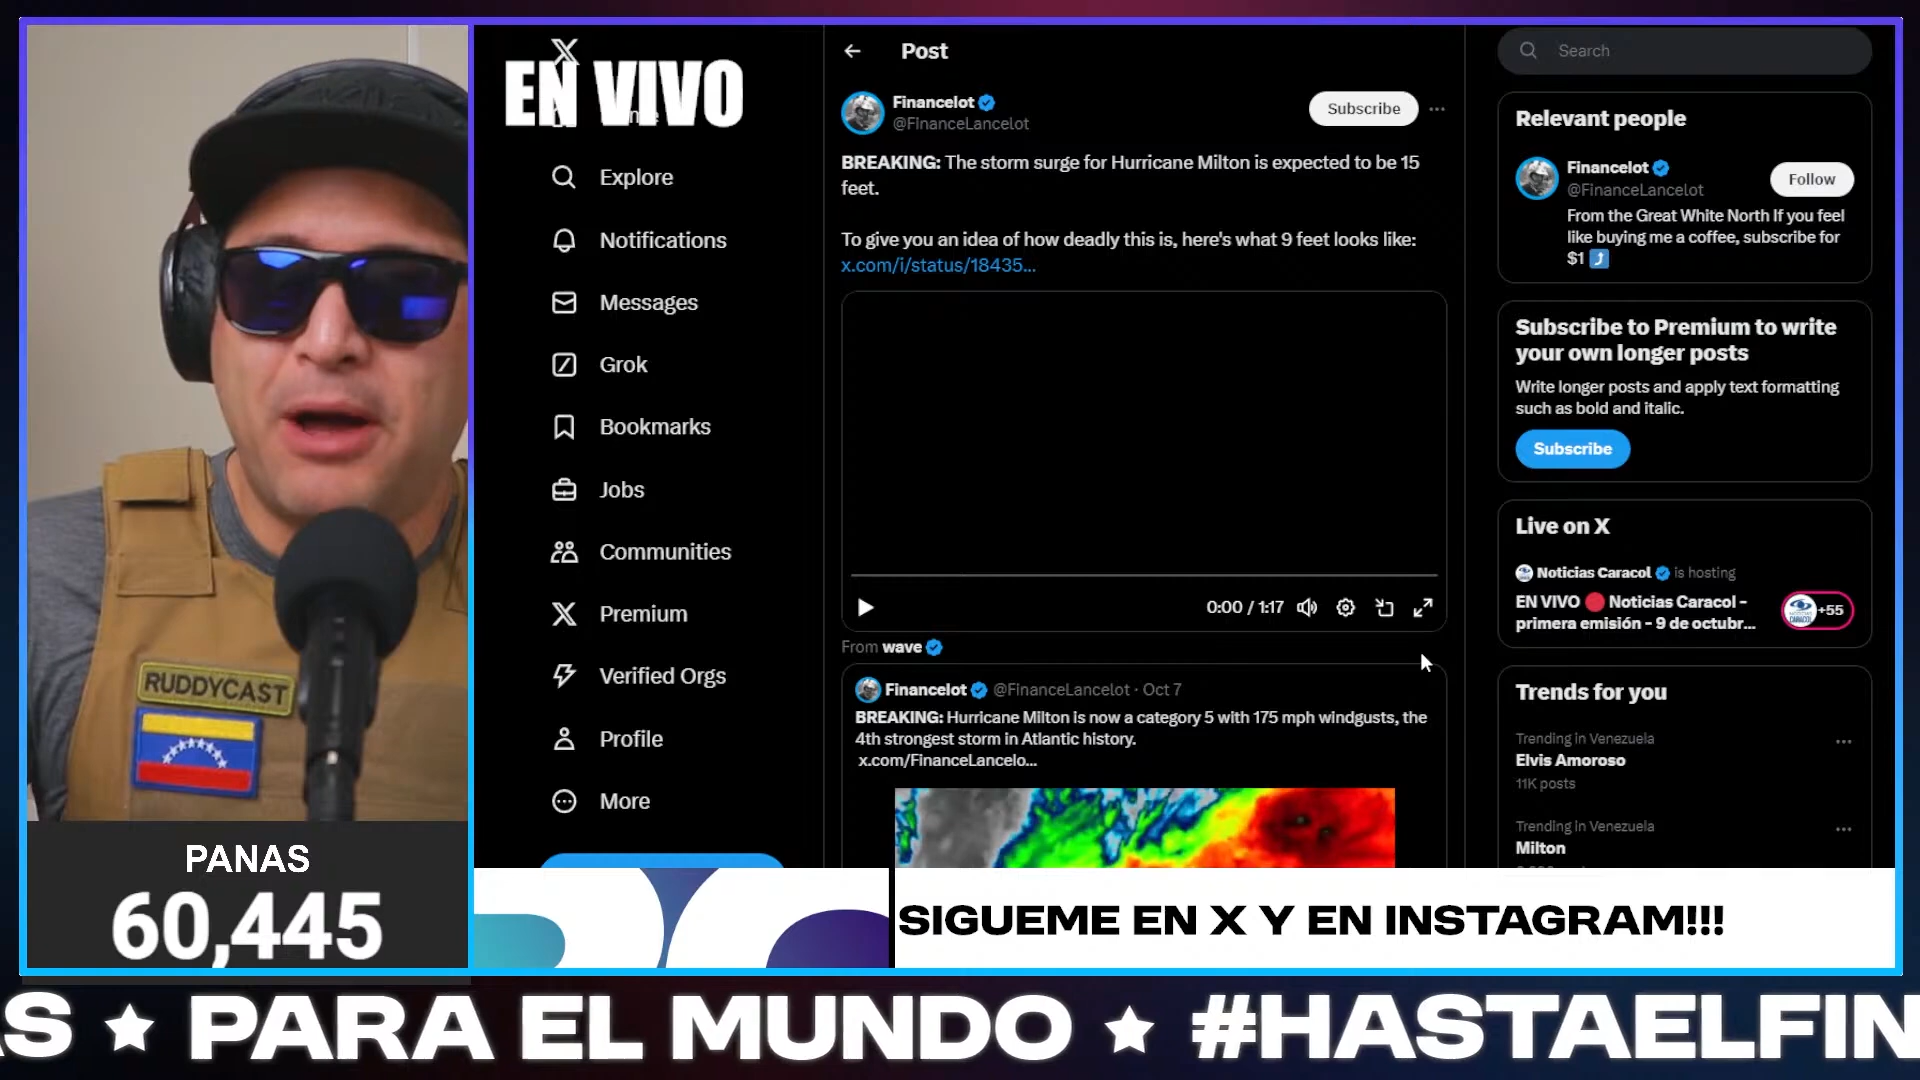 EN VIVO
Explore
Notifications
Messages
Grok
Bookmarks
Jobs
Communities
Premium
Verified Orgs
Profile
More
Post
Financelot
@FinanceLancelot
Subscribe
BREAKING: The storm surge for Hurricane Milton is expected to be 15
feet.
To give you an idea of how deadly this is, here's what 9 feet looks like:
x.com/i/status/18435...
0:00 / 1:17
From wave
Financelot @FinanceLancelot · Oct 7
BREAKING: Hurricane Milton is now a category 5 with 175 mph windgusts, the
4th strongest storm in Atlantic history.
x.com/FinanceLancelo...
Search
Relevant people
Financelot
@FinanceLancelot
Follow
From the Great White North If you feel
like buying me a coffee, subscribe for
$1
Subscribe to Premium to write
your own longer posts
Write longer posts and apply text formatting
such as bold and italic.
Subscribe
Live on X
Noticias Caracol is hosting
EN VIVO 🔴 Noticias Caracol -
primera emisión - 9 de octubr...
+55
Trends for you
Trending in Venezuela
Elvis Amoroso
11K posts
Trending in Venezuela
Milton
RUDDYCAST
PANAS
60,445
SIGUEME EN X Y EN INSTAGRAM!!!
AS ★ PARA EL MUNDO ★ #HASTAELFIN